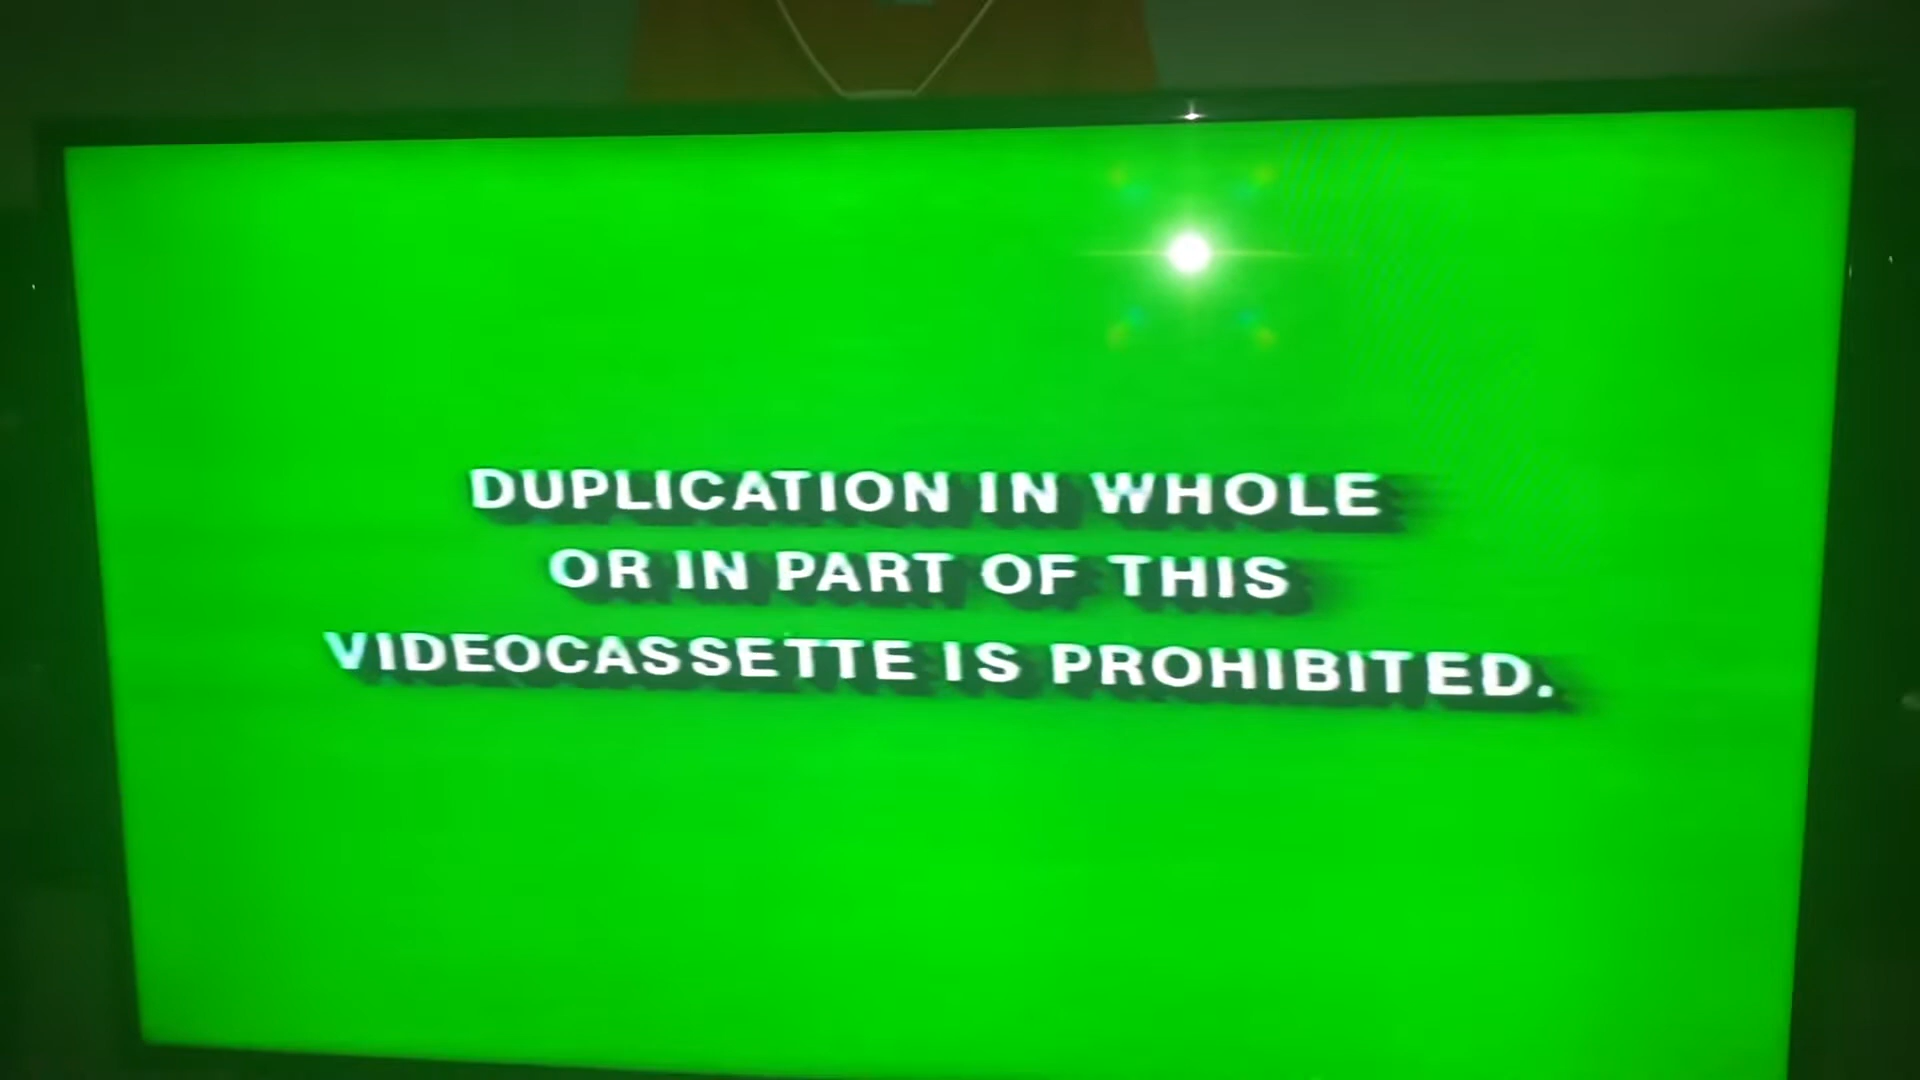 DUPLICATION IN WHOLE
OR IN PART OF THIS
VIDEOCASSETTE IS PROHIBITED.